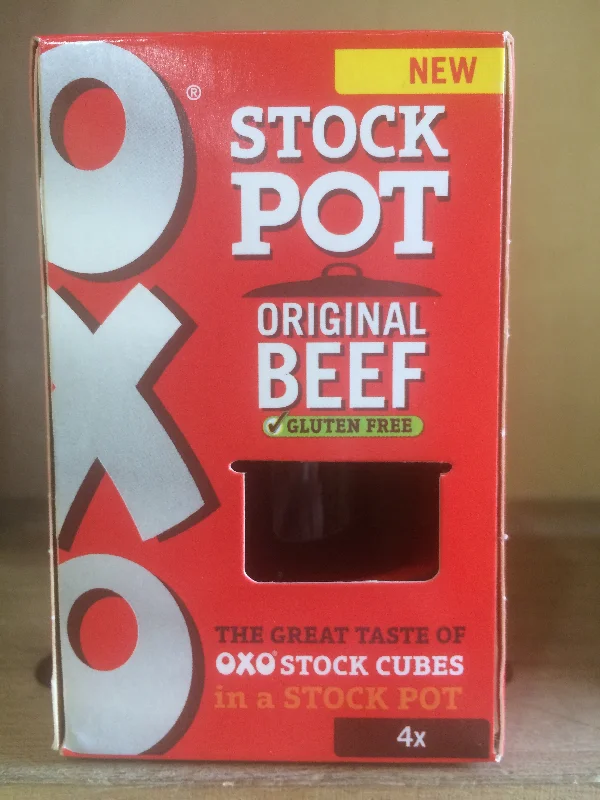 NEW
OXO®
STOCK
POT
ORIGINAL
BEEF
✓GLUTEN FREE
THE GREAT TASTE OF
OXO® STOCK CUBES
in a STOCK POT
4x